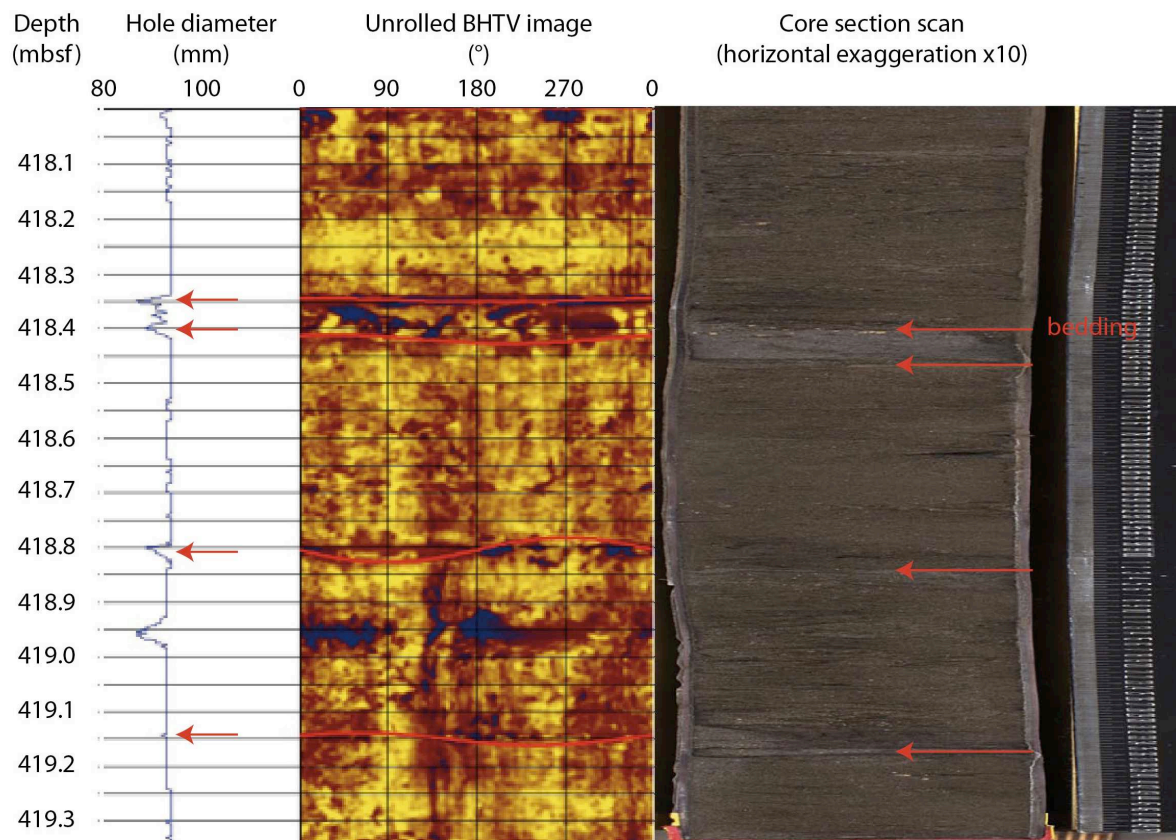 Depth
(mbsf)
Hole diameter
(mm)
Unrolled BHTV image
(°)
Core section scan
(horizontal exaggeration x10)
80 100 0 90 180 270 0
418.1
418.2
418.3
418.4
bedding
418.5
418.6
418.7
418.8
418.9
419.0
419.1
419.2
419.3